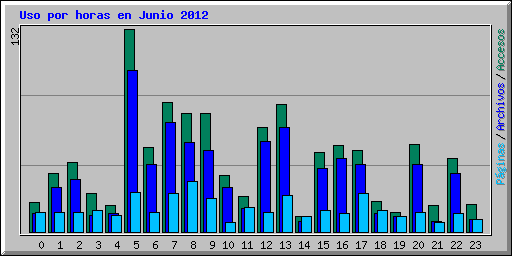 Uso por horas en Junio 2012
132
Páginas / Archivos / Accesos
0 1 2 3 4 5 6 7 8 9 10 11 12 13 14 15 16 17 18 19 20 21 22 23